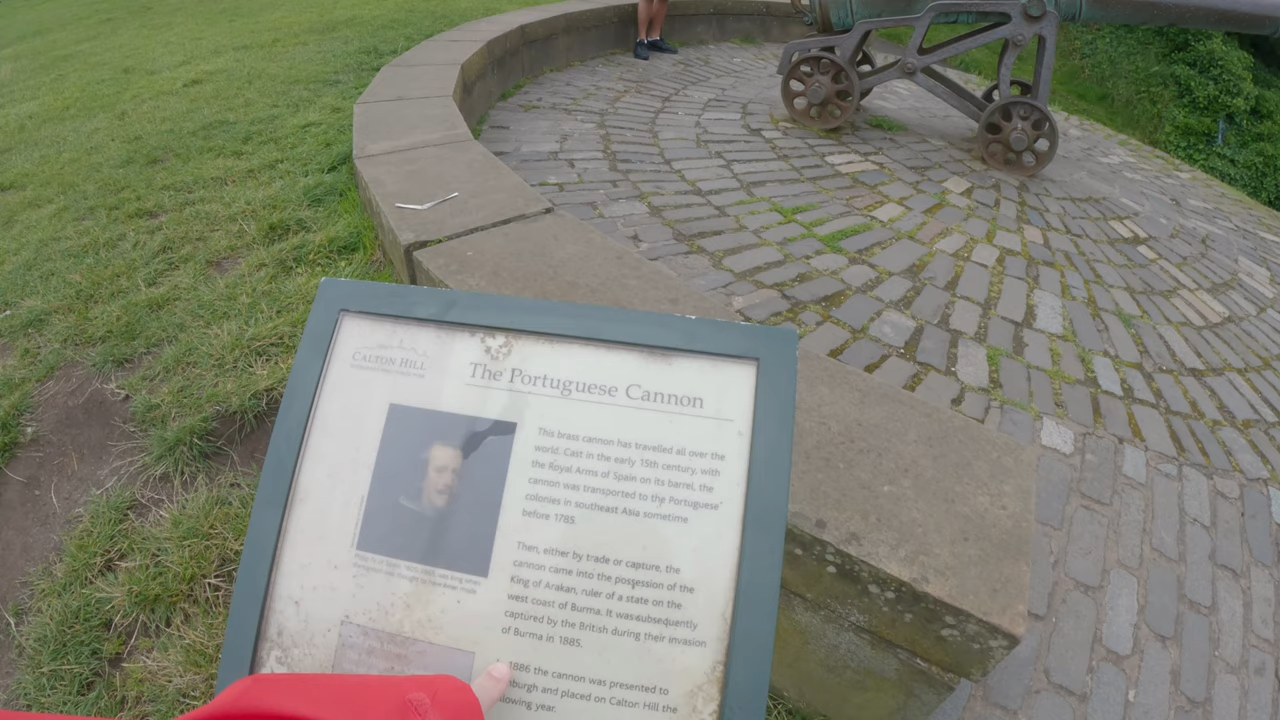 CALTON HILL
The Portuguese Cannon
This brass cannon has travelled all over the
world. Cast in the early 15th century, with
the Royal Arms of Spain on its barrel, the
cannon was transported to the Portuguese
colonies in southeast Asia sometime
before 1785.
Then, either by trade or capture, the
cannon came into the possession of the
King of Arakan, ruler of a state on the
west coast of Burma. It was subsequently
captured by the British during their invasion
of Burma in 1885.
1886 the cannon was presented to
nburgh and placed on Calton Hill the
lowing year.